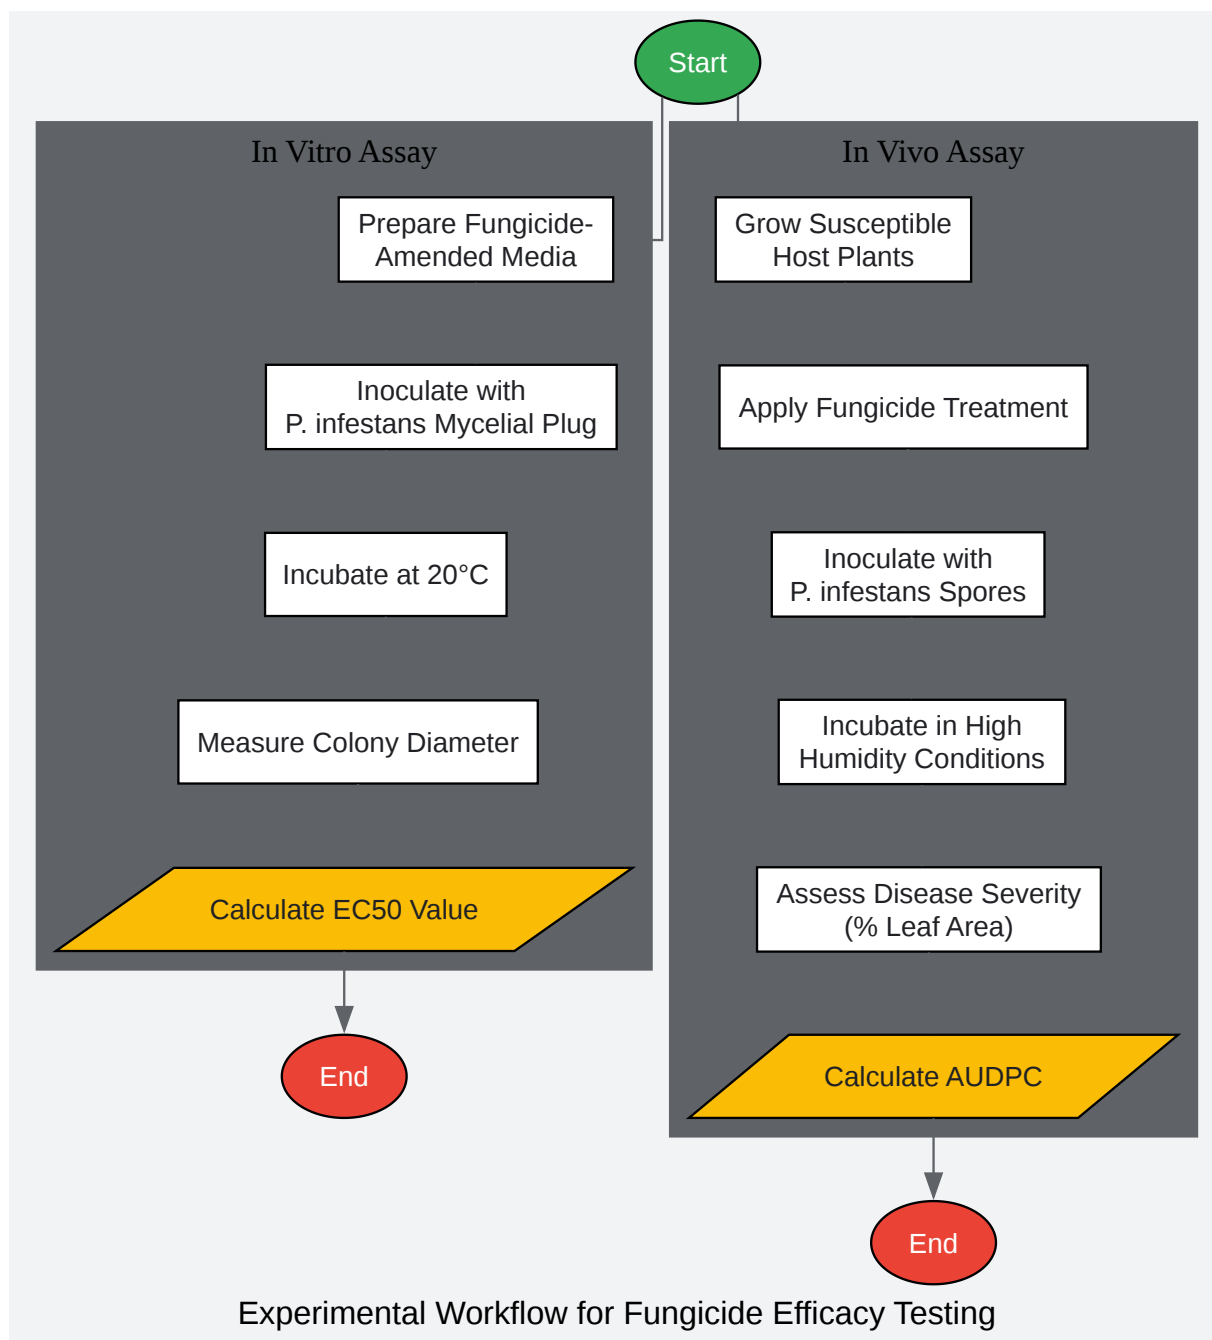 Start
In Vitro Assay
Prepare Fungicide-
Amended Media
Inoculate with
P. infestans Mycelial Plug
Incubate at 20°C
Measure Colony Diameter
Calculate EC50 Value
End
In Vivo Assay
Grow Susceptible
Host Plants
Apply Fungicide Treatment
Inoculate with
P. infestans Spores
Incubate in High
Humidity Conditions
Assess Disease Severity
(% Leaf Area)
Calculate AUDPC
End
Experimental Workflow for Fungicide Efficacy Testing